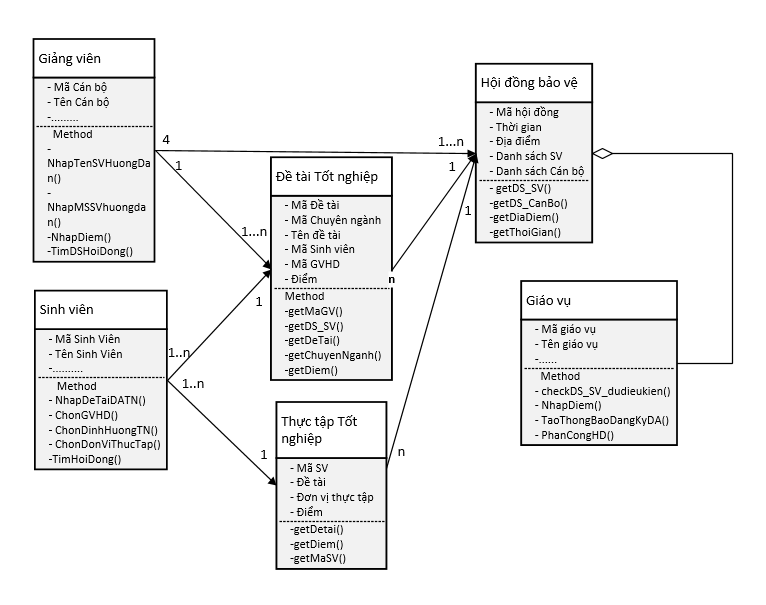 Giảng viên
- Mã Cán bộ
- Tên Cán bộ
-.........
Method
-
NhapTenSVHuongDa
n()
-
NhapMSSVhuongda
n()
-NhapDiem()
-TimDSHoiDong()
4
1
1...n
1...n
1
1
Đề tài Tốt nghiệp
- Mã Đề tài
- Mã Chuyên ngành
- Tên đề tài
- Mã Sinh viên
- Mã GVHD
- Điểm
Method
-getMaGV()
-getDS_SV()
-getDeTai()
-getChuyenNganh()
-getDiem()
n
Hội đồng bảo vệ
- Mã hội đồng
- Thời gian
- Địa điểm
- Danh sách SV
- Danh sách Cán bộ
- getDS_SV()
-getDS_CanBo()
-getDiaDiem()
-getThoiGian()
Sinh viên
- Mã Sinh Viên
- Tên Sinh Viên
-..........
Method
- NhapDeTaiDATN()
- ChonGVHD()
- ChonDinhHuongTN()
- ChonDonViThucTap()
-TimHoiDong()
1
1..n
1..n
1
Thực tập Tốt
nghiệp
- Mã SV
- Đề tài
- Đơn vị thực tập
- Điểm
-getDetai()
-getDiem()
-getMaSV()
n
Giáo vụ
- Mã giáo vụ
- Tên giáo vụ
-......
Method
- checkDS_SV_dudieukien()
- NhapDiem()
- TaoThongBaoDangKyDA()
- PhanCongHD()